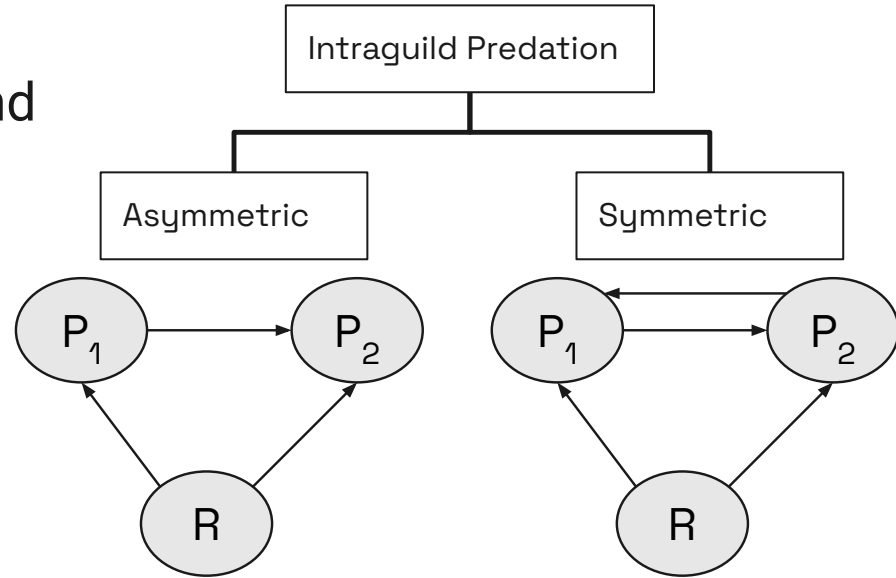 Intraguild Predation
nd
Asymmetric
Symmetric
P₁
P₂
P₁
P₂
R
R